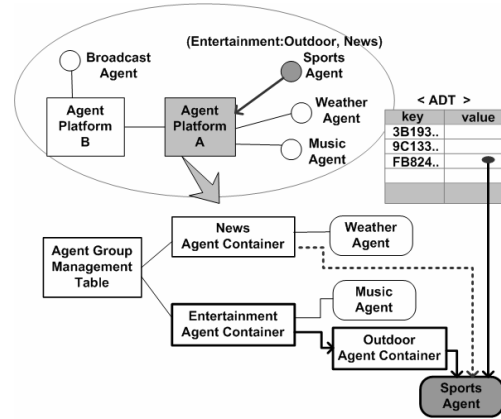 (Entertainment:Outdoor, News)
Broadcast
Agent
Sports
Agent
Agent
Platform
B
Agent
Platform
A
Weather
Agent
Music
Agent
< ADT >
key value
3B193..
9C133..
FB824..
Agent Group
Management
Table
News
Agent Container
Weather
Agent
Entertainment
Agent Container
Music
Agent
Outdoor
Agent Container
Sports
Agent